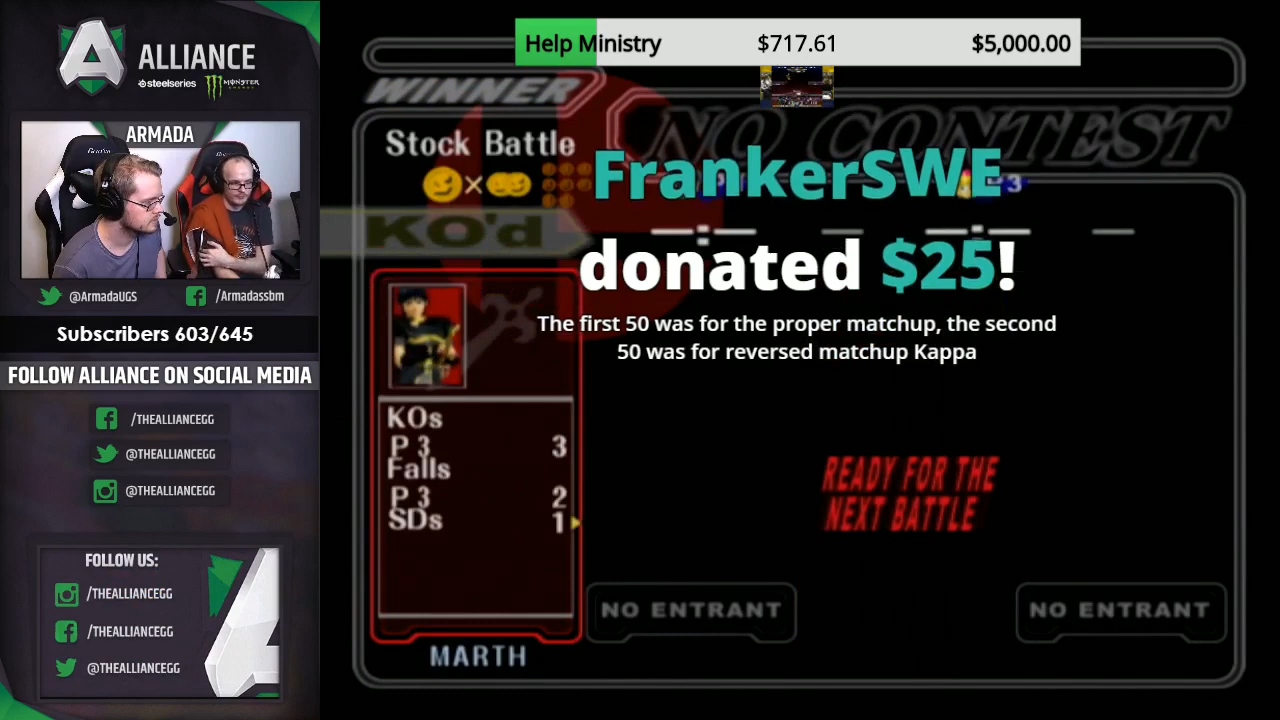 ALLIANCE
steelseries MONSTER ENERGY
ARMADA
@ArmadaUGS /Armadassbm
Subscribers 603/645
FOLLOW ALLIANCE ON SOCIAL MEDIA
/THEALLIANCEGG
@THEALLIANCEGG
@THEALLIANCEGG
FOLLOW US:
/THEALLIANCEGG
/THEALLIANCEGG
@THEALLIANCEGG
Help Ministry $717.61 $5,000.00
WINNER
NO CONTEST
Stock Battle
KO'd
FrankerSWE
donated $25!
The first 50 was for the proper matchup, the second
50 was for reversed matchup Kappa
KOs
P 3 3
Falls
P 3 2
SDs 1
READY FOR THE
NEXT BATTLE
NO ENTRANT
NO ENTRANT
MARTH